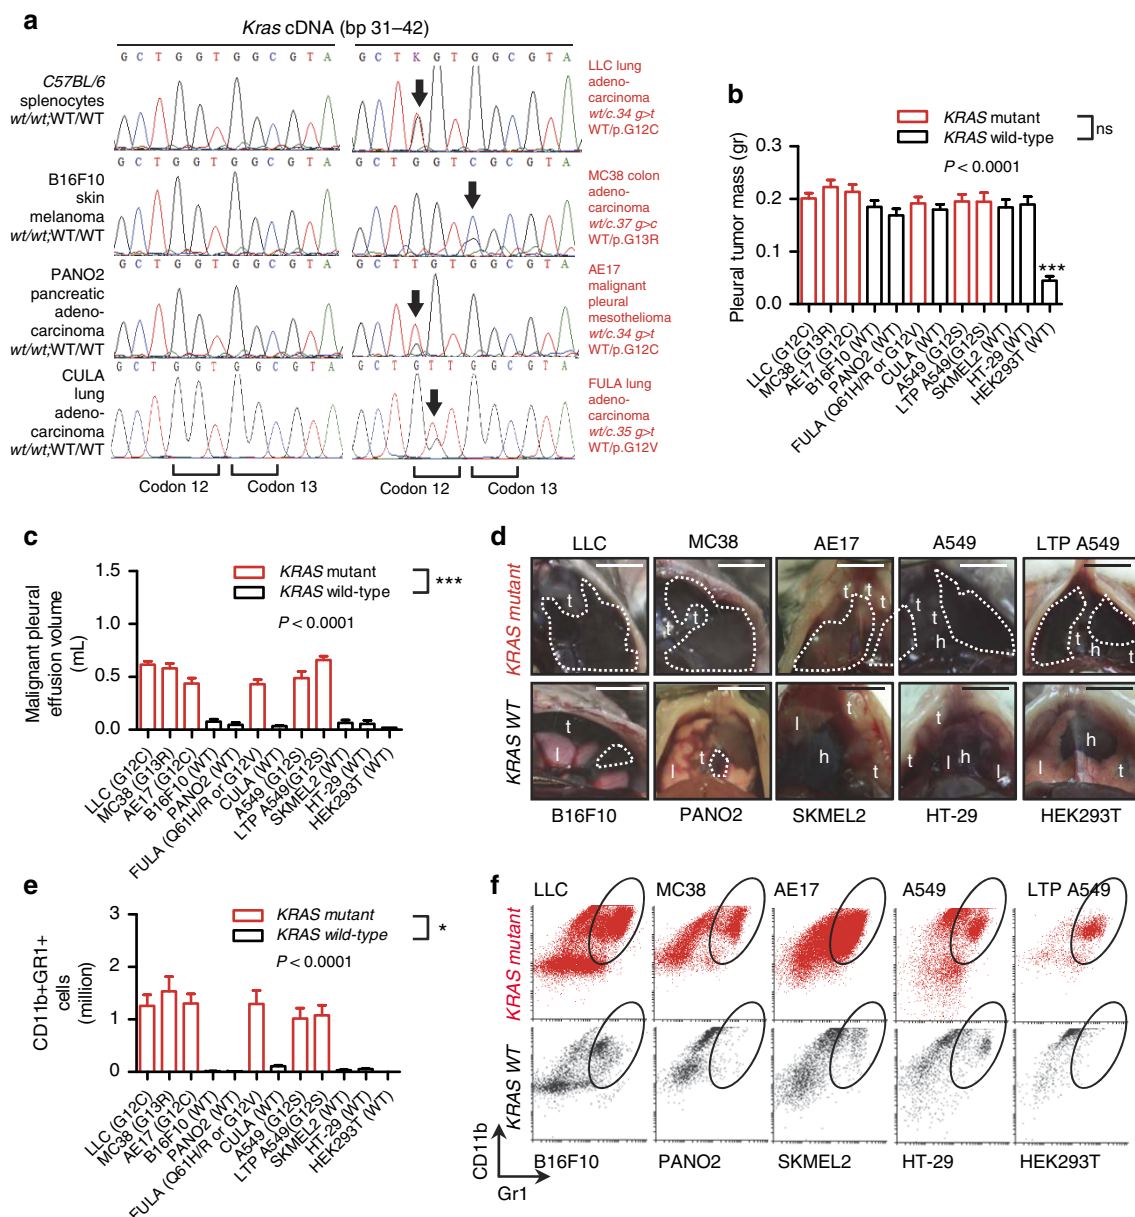 a
Kras cDNA (bp 31–42)
G C T G G T G G C G T A
G C T K G T G G C G T A
C57BL/6
splenocytes
wt/wt;WT/WT
LLC lung
adeno-
carcinoma
wt/c.34 g>t
WT/p.G12C
G C T G G T G G C G T A
G C T G G T C G C G T A
B16F10
skin
melanoma
wt/wt;WT/WT
MC38 colon
adeno-
carcinoma
wt/c.37 g>c
WT/p.G13R
G C T G G T G G C G T A
G C T T G T G G C G T A
PANO2
pancreatic
adeno-
carcinoma
wt/wt;WT/WT
AE17
malignant
pleural
mesothelioma
wt/c.34 g>t
WT/p.G12C
G C T G G T G G C G T A
G C T G T T G G C G T A
CULA
lung
adeno-
carcinoma
wt/wt;WT/WT
FULA lung
adeno-
carcinoma
wt/c.35 g>t
WT/p.G12V
Codon 12
Codon 13
Codon 12
Codon 13
b
KRAS mutant
KRAS wild-type
ns
P < 0.0001
Pleural tumor mass (gr)
0.3
0.2
0.1
0.0
***
LLC (G12C)
MC38 (G13R)
AE17 (G12C)
B16F10 (WT)
PANO2 (WT)
FULA (Q61H/R or G12V)
CULA (WT)
A549 (G12S)
LTP A549(G12S)
SKMEL2 (WT)
HT-29 (WT)
HEK293T (WT)
c
KRAS mutant
KRAS wild-type
***
P < 0.0001
Malignant pleural
effusion volume
(mL)
1.5
1.0
0.5
0.0
LLC (G12C)
MC38 (G13R)
AE17 (G12C)
B16F10 (WT)
PANO2 (WT)
FULA (Q61H/R or G12V)
CULA (WT)
A549 (G12S)
LTP A549(G12S)
SKMEL2 (WT)
HT-29 (WT)
HEK293T (WT)
d
LLC
MC38
AE17
A549
LTP A549
KRAS mutant
t
t
t
t
t
t
t
h
t
h
t
KRAS WT
t
l
t
l
t
l
h
t
t
h
l
l
h
l
t
B16F10
PANO2
SKMEL2
HT-29
HEK293T
e
KRAS mutant
KRAS wild-type
*
P < 0.0001
CD11b+GR1+
cells
(million)
3
2
1
0
LLC (G12C)
MC38 (G13R)
AE17 (G12C)
B16F10 (WT)
PANO2 (WT)
FULA (Q61H/R or G12V)
CULA (WT)
A549 (G12S)
LTP A549(G12S)
SKMEL2 (WT)
HT-29 (WT)
HEK293T (WT)
f
LLC
MC38
AE17
A549
LTP A549
KRAS mutant
KRAS WT
CD11b
Gr1
B16F10
PANO2
SKMEL2
HT-29
HEK293T